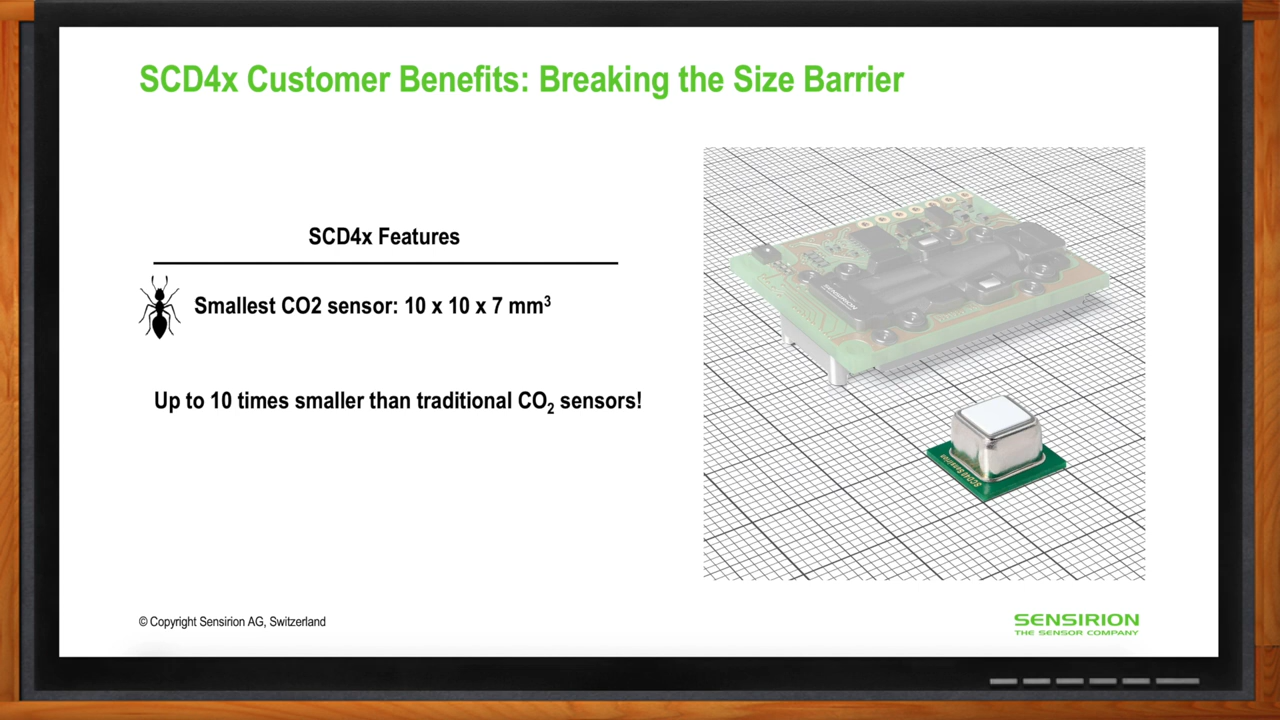 SCD4x Customer Benefits: Breaking the Size Barrier
SCD4x Features
Smallest CO2 sensor: 10 x 10 x 7 mm³
Up to 10 times smaller than traditional CO₂ sensors!
SENSIRION
© Copyright Sensirion AG, Switzerland
SENSIRION
THE SENSOR COMPANY